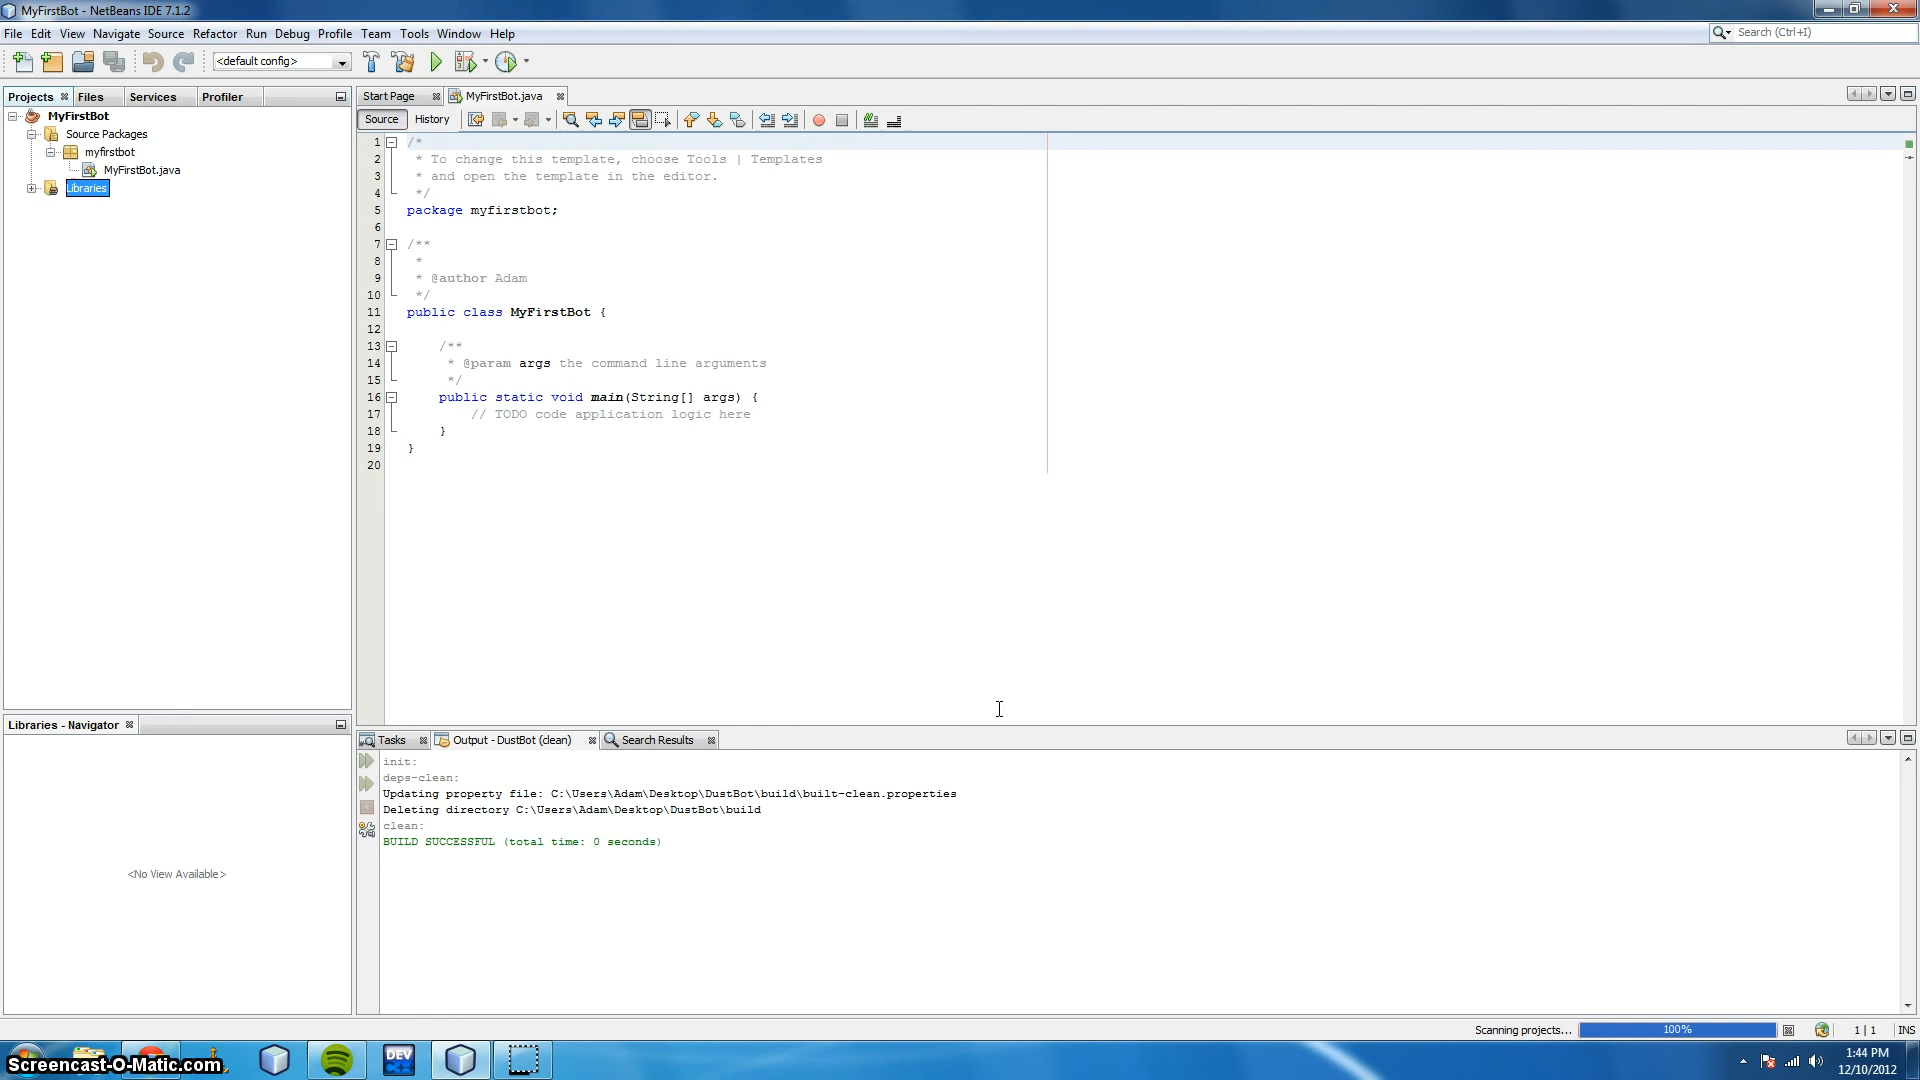 MyFirstBot - NetBeans IDE 7.1.2
File Edit View Navigate Source Refactor Run Debug Profile Team Tools Window Help
Search (Ctrl+I)
<default config>
Projects Files Services Profiler
Start Page MyFirstBot.java
MyFirstBot
Source Packages
myfirstbot
MyFirstBot.java
Libraries
Source History
1 /*
2 * To change this template, choose Tools | Templates
3 * and open the template in the editor.
4 */
5 package myfirstbot;
6
7 /**
8 *
9 * @author Adam
10 */
11 public class MyFirstBot {
12
13 /**
14 * @param args the command line arguments
15 */
16 public static void main(String[] args) {
17 // TODO code application logic here
18 }
19 }
20
Libraries - Navigator
<No View Available>
Tasks Output - DustBot (clean) Search Results
init:
deps-clean:
Updating property file: C:\Users\Adam\Desktop\DustBot\build\built-clean.properties
Deleting directory C:\Users\Adam\Desktop\DustBot\build
clean:
BUILD SUCCESSFUL (total time: 0 seconds)
Scanning projects... 100% 1 | 1 INS
Screencast-O-Matic.com
DEV C++
1:44 PM
12/10/2012